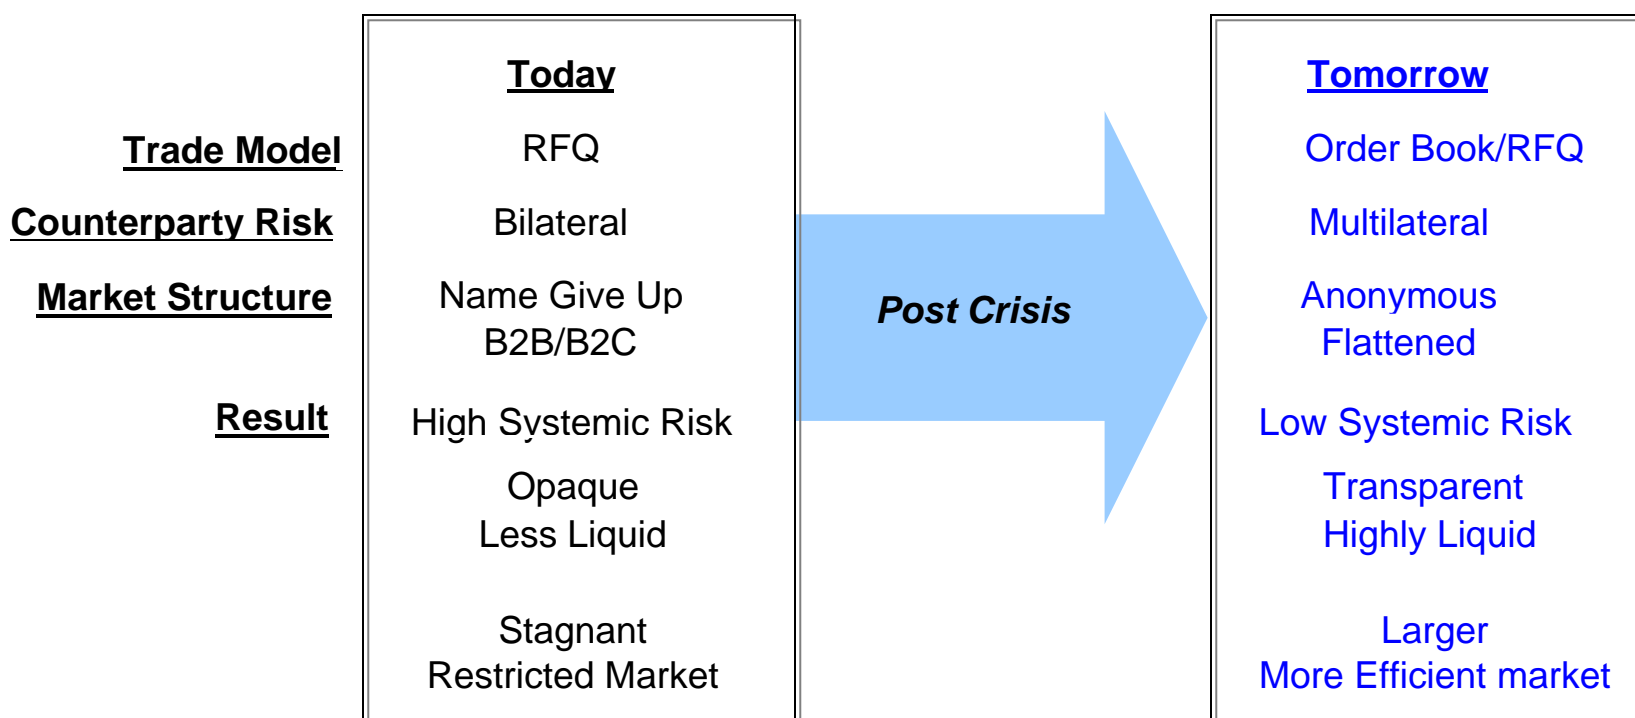 Today Tomorrow
Trade Model RFQ Order Book/RFQ
Counterparty Risk Bilateral Multilateral
Market Structure Name Give Up Post Crisis Anonymous
B2B/B2C Flattened
Result High Systemic Risk Low Systemic Risk
Opaque Transparent
Less Liquid Highly Liquid
Stagnant Larger
Restricted Market More Efficient market